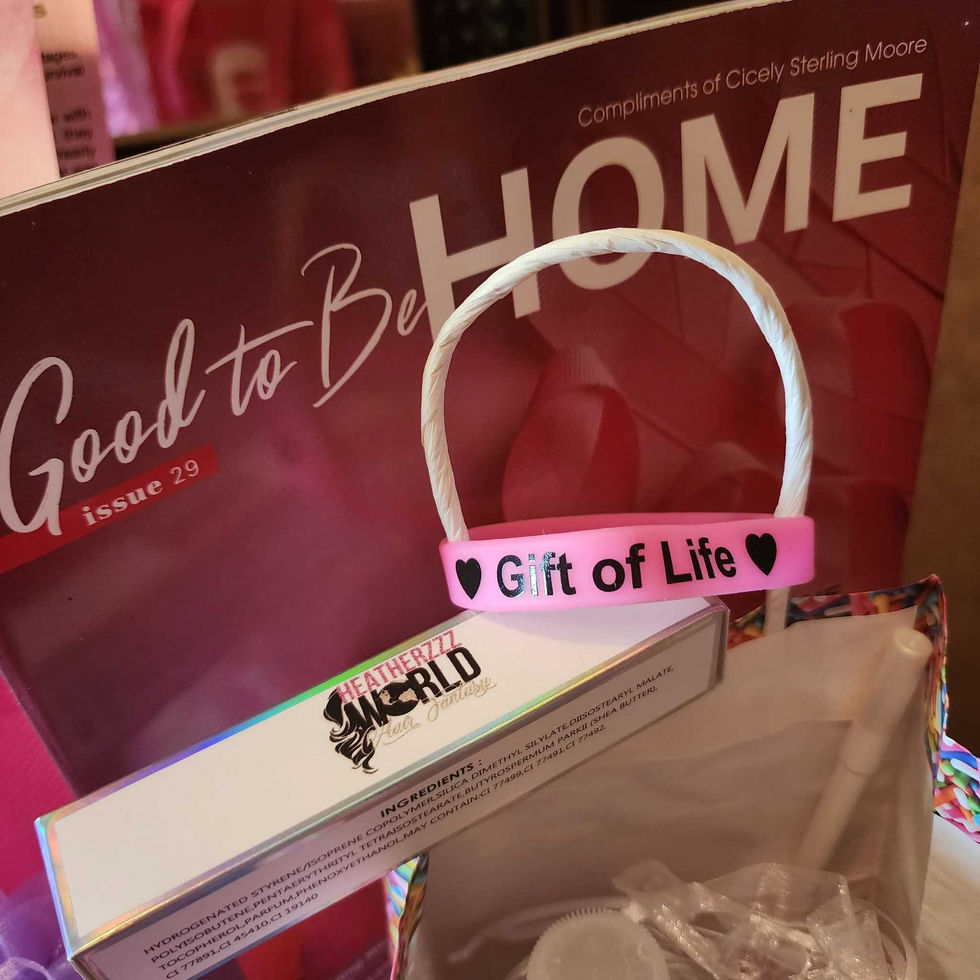 Compliments of Cicely Sterling Moore
Good to Be HOME
issue 29
with
they
♥ Gift of Life ♥
HEATHERZZZ
WORLD
Hair Fantasy
INGREDIENTS :
HYDROGENATED STYRENE/ISOPRENE COPOLYMER,SILICA DIMETHYL SILYLATE,DIISOSTEARYL MALATE,
POLYISOBUTENE,PENTAERYTHRITYL TETRAISOSTEARATE,BUTYROSPERMUM PARKII (SHEA BUTTER),
TOCOPHEROL,PARFUM,PHENOXYETHANOL,MAY CONTAIN:CI 77499,CI 77491,CI 77492,
CI 77891,CI 45410,CI 19140